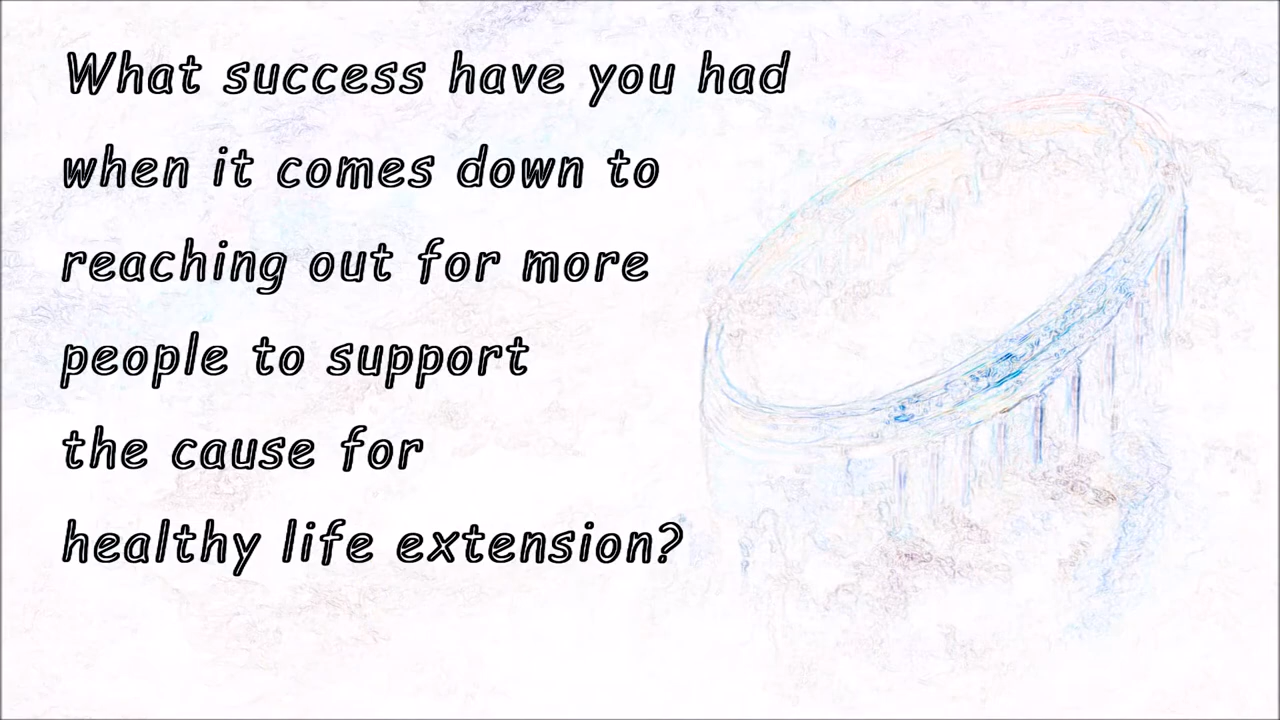 What success have you had
when it comes down to
reaching out for more
people to support
the cause for
healthy life extension?